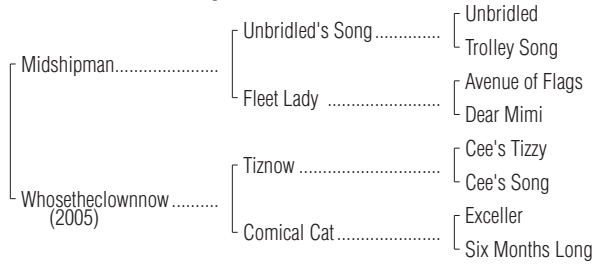 Unbridled
Unbridled's Song..............
Trolley Song
Midshipman.....................
Avenue of Flags
Fleet Lady .......................
Dear Mimi
Cee's Tizzy
Tiznow ............................
Cee's Song
Whosetheclownnow..........
(2005)
Exceller
Comical Cat.....................
Six Months Long